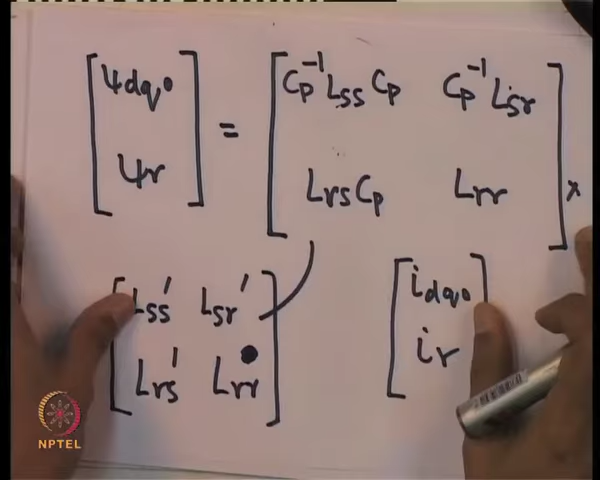 [ψdq0] = [Cp⁻¹ Lss Cp   Cp⁻¹ Lsr] ×
[ψr]   [Lrs Cp   Lrr]
[Lss'   Lsr'] [idq0]
[Lrs'   Lrr] [ir]
NPTEL